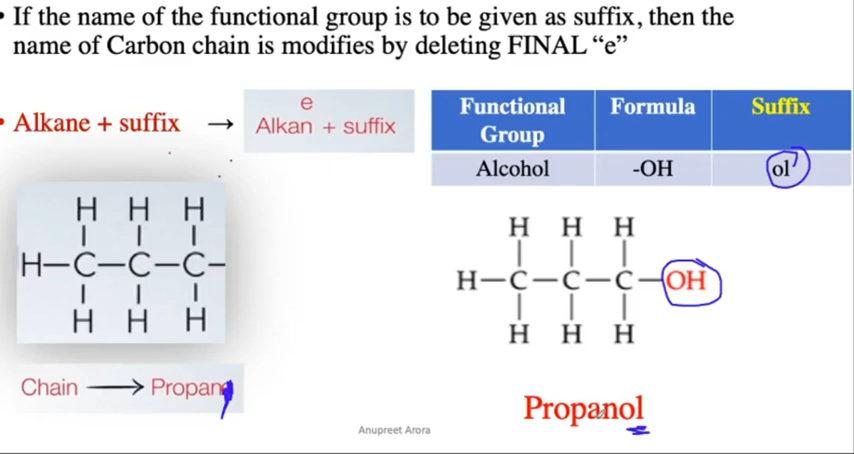 • If the name of the functional group is to be given as suffix, then the
name of Carbon chain is modifies by deleting FINAL “e”
• Alkane + suffix →
e
Alkan + suffix
Functional Group Formula Suffix
Alcohol -OH ol
H H H
H–C–C–C–
H H H
Chain → Propan
H H H
H–C–C–C–OH
H H H
Propanol
Anupreet Arora